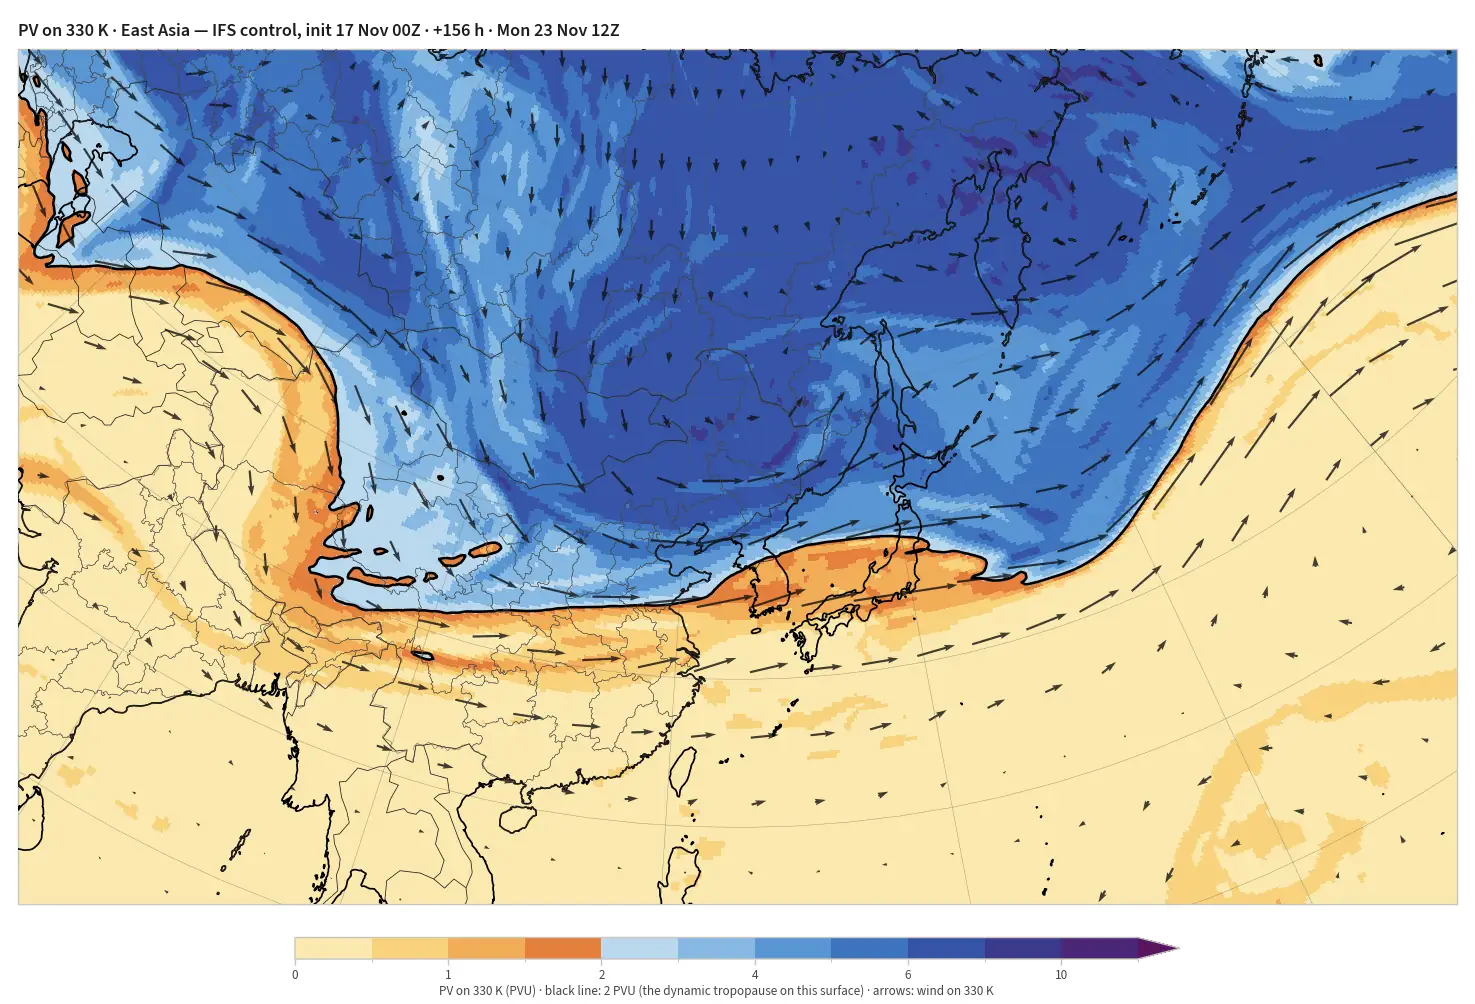 PV on 330 K · East Asia — IFS control, init 17 Nov 00Z · +156 h · Mon 23 Nov 12Z
0 1 2 4 6 10
PV on 330 K (PVU) · black line: 2 PVU (the dynamic tropopause on this surface) · arrows: wind on 330 K